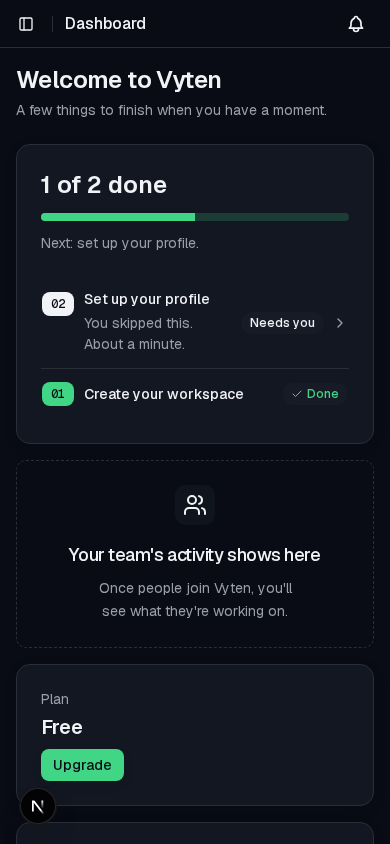 Dashboard
Welcome to Vyten
A few things to finish when you have a moment.
1 of 2 done
Next: set up your profile.
02
Set up your profile
You skipped this.
About a minute.
Needs you
01
Create your workspace
Done
Your team's activity shows here
Once people join Vyten, you'll
see what they're working on.
Plan
Free
Upgrade
N